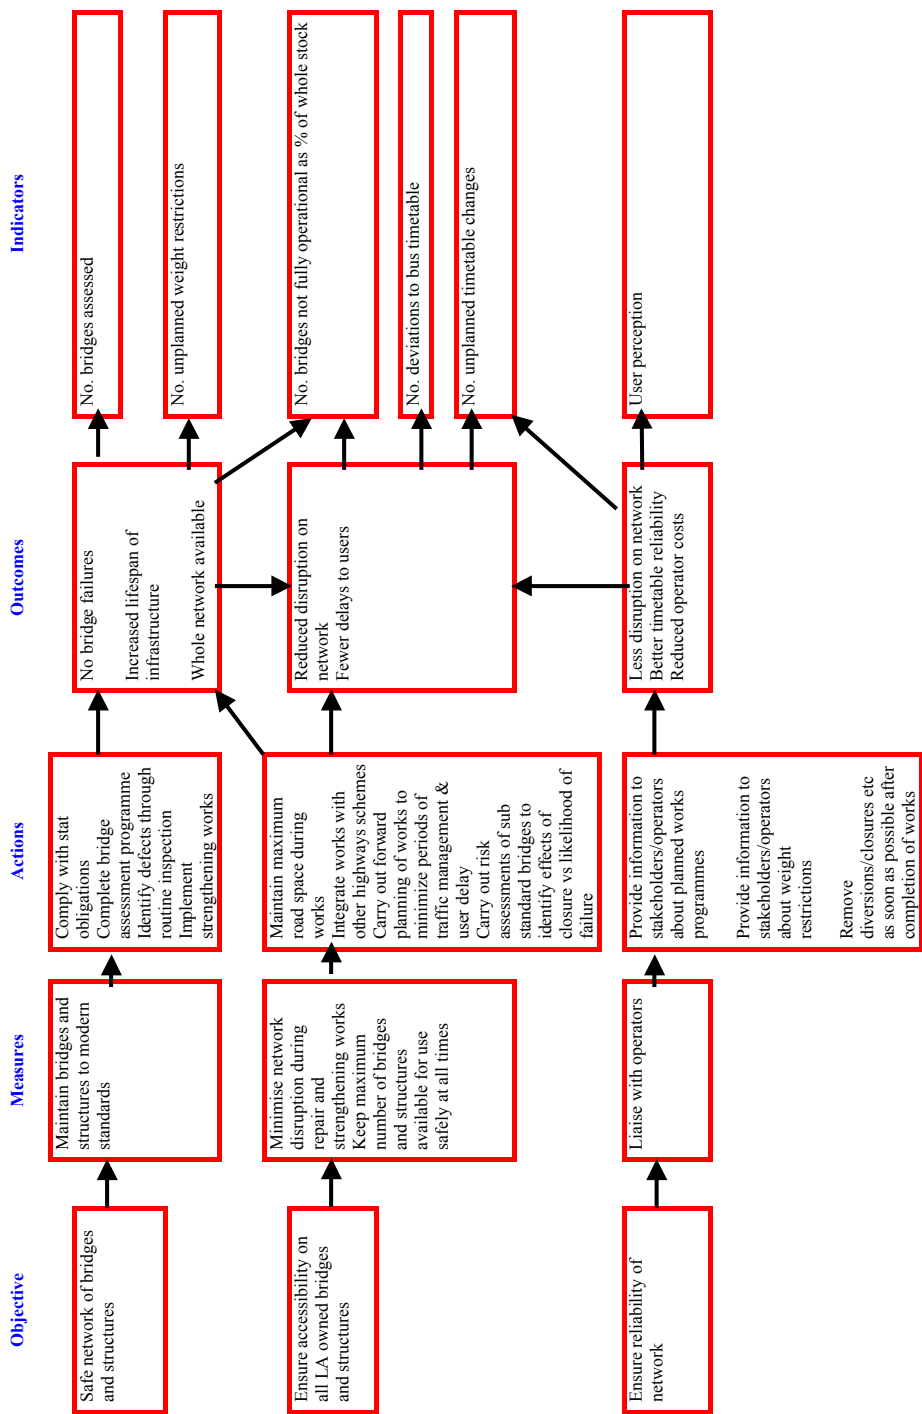 Objective
Measures
Actions
Outcomes
Indicators
Safe network of bridges
and structures
Maintain bridges and
structures to modern
standards
Comply with stat
obligations
Complete bridge
assessment programme
Identify defects through
routine inspection
Implement
strengthening works
No bridge failures
Increased lifespan of
infrastructure
Whole network available
No. bridges assessed
No. unplanned weight restrictions
Ensure accessibility on
all LA owned bridges
and structures
Minimise network
disruption during
repair and
strengthening works
Keep maximum
number of bridges
and structures
available for use
safely at all times
Maintain maximum
road space during
works
Integrate works with
other highways schemes
Carry out forward
planning of works to
minimize periods of
traffic management &
user delay
Carry out risk
assessments of sub
standard bridges to
identify effects of
closure vs likelihood of
failure
Reduced disruption on
network
Fewer delays to users
No. bridges not fully operational as % of whole stock
No. deviations to bus timetable
No. unplanned timetable changes
Ensure reliability of
network
Liaise with operators
Provide information to
stakeholders/operators
about planned works
programmes
Provide information to
stakeholders/operators
about weight
restrictions
Remove
diversions/closures etc
as soon as possible after
completion of works
Less disruption on network
Better timetable reliability
Reduced operator costs
User perception